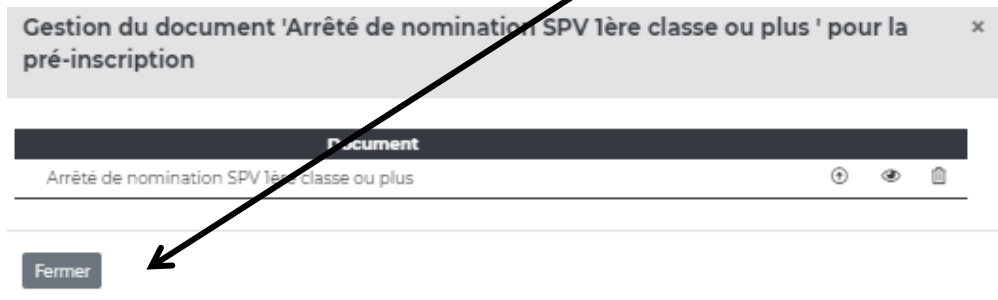 Gestion du document 'Arrêté de nomination SPV 1ère classe ou plus ' pour la
pré-inscription
×
Document
Arrêté de nomination SPV 1ère classe ou plus
Fermer